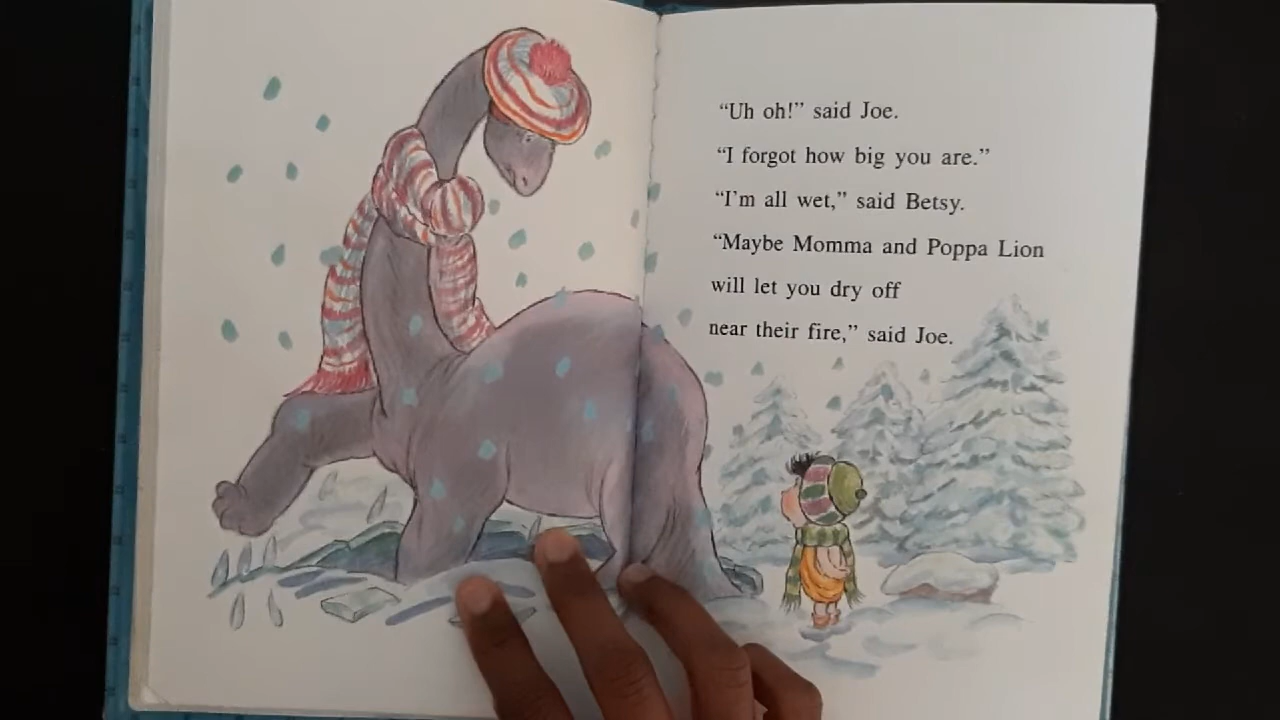 “Uh oh!” said Joe.
“I forgot how big you are.”
“I’m all wet,” said Betsy.
“Maybe Momma and Poppa Lion
will let you dry off
near their fire,” said Joe.